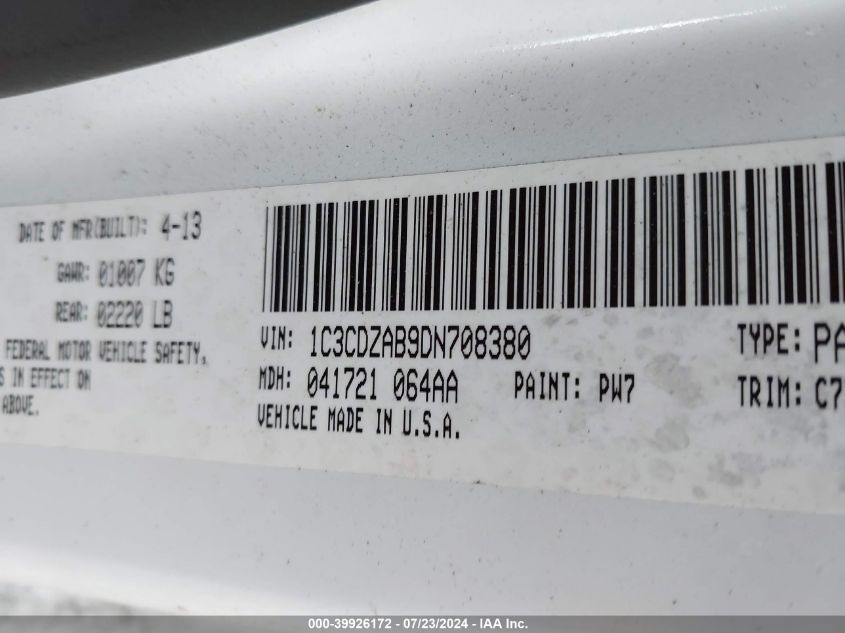 DATE OF MFR(BUILT): 4-13
GAWR: 01007 KG
REAR: 02220 LB
FEDERAL MOTOR VEHICLE SAFETY,
S IN EFFECT ON
ABOVE.
VIN: 1C3CDZAB9DN708380
TYPE: PA
MDH: 041721 064AA
PAINT: PW7
TRIM: C7
VEHICLE MADE IN U.S.A.
000-39926172 - 07/23/2024 - IAA Inc.